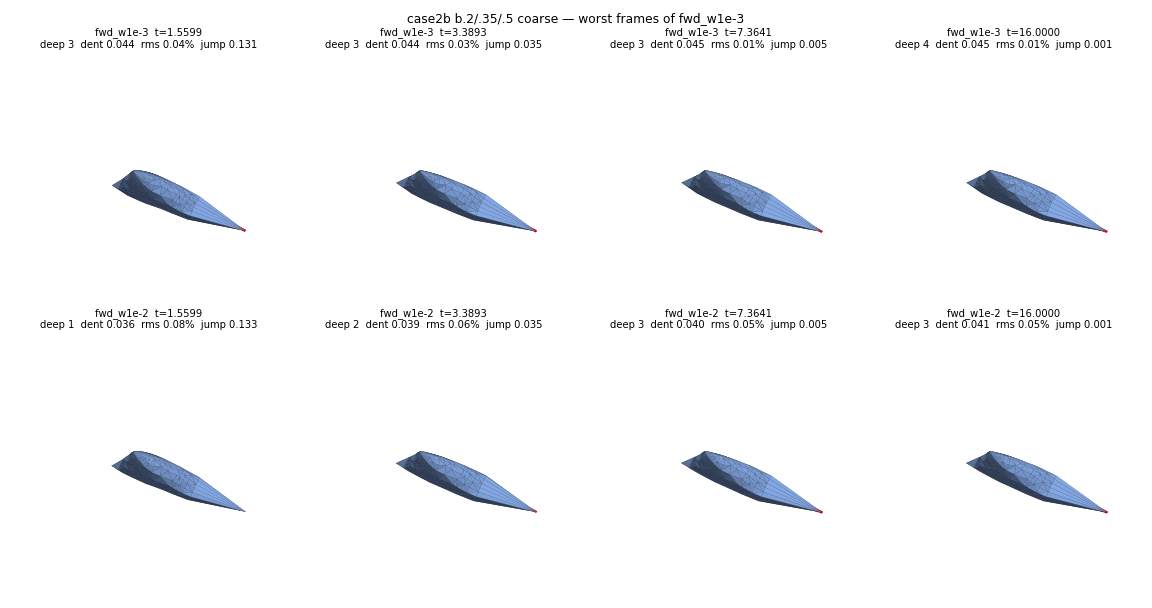 case2b b.2/.35/.5 coarse — worst frames of fwd_w1e-3
fwd_w1e-3  t=1.5599
deep 3  dent 0.044  rms 0.04%  jump 0.131
fwd_w1e-3  t=3.3893
deep 3  dent 0.044  rms 0.03%  jump 0.035
fwd_w1e-3  t=7.3641
deep 3  dent 0.045  rms 0.01%  jump 0.005
fwd_w1e-3  t=16.0000
deep 4  dent 0.045  rms 0.01%  jump 0.001
fwd_w1e-2  t=1.5599
deep 1  dent 0.036  rms 0.08%  jump 0.133
fwd_w1e-2  t=3.3893
deep 2  dent 0.039  rms 0.06%  jump 0.035
fwd_w1e-2  t=7.3641
deep 3  dent 0.040  rms 0.05%  jump 0.005
fwd_w1e-2  t=16.0000
deep 3  dent 0.041  rms 0.05%  jump 0.001